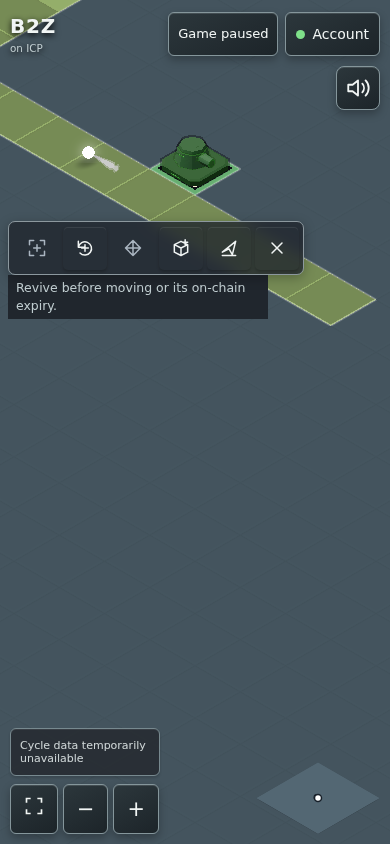 B2Z
on ICP
Game paused
Account
Revive before moving or its on-chain
expiry.
Cycle data temporarily
unavailable